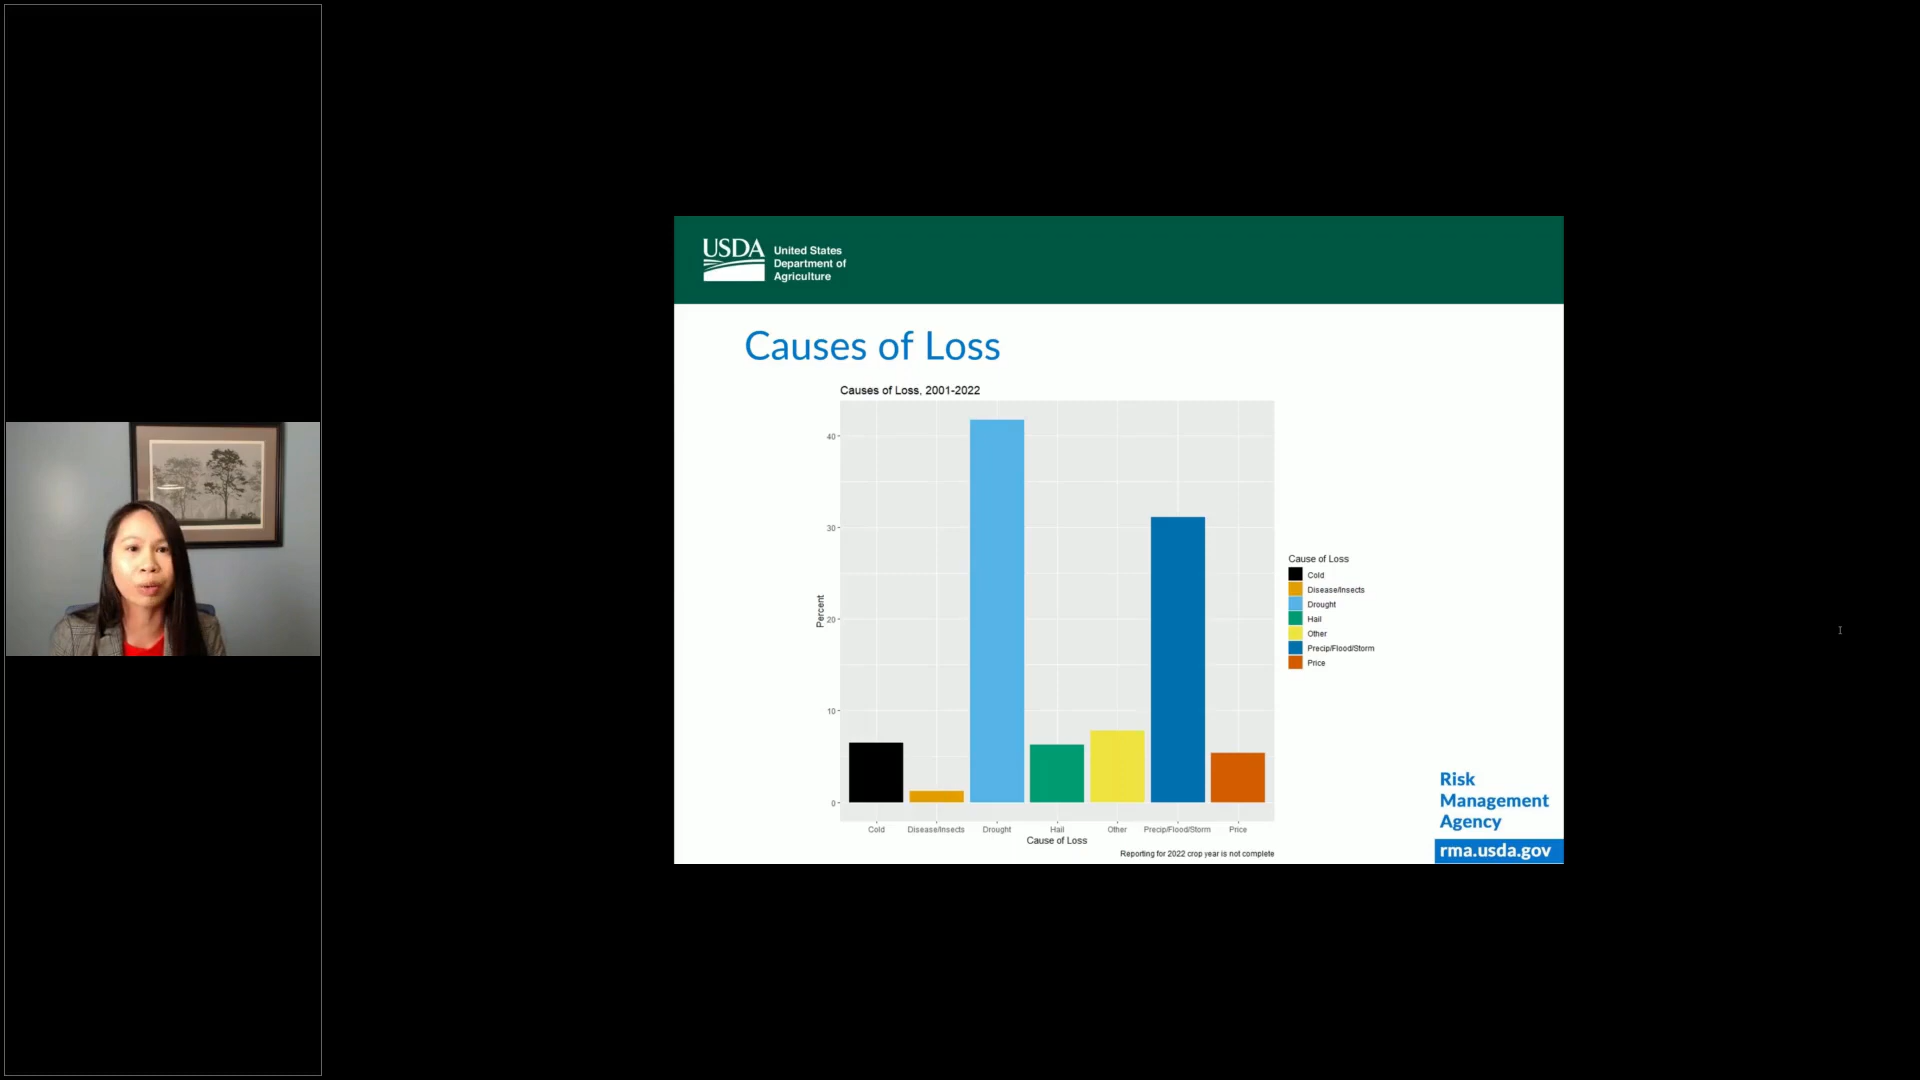 USDA
United States
Department of
Agriculture
Causes of Loss
Causes of Loss, 2001-2022
Percent
40
30
20
10
0
Cold
Disease/Insects
Drought
Hail
Other
Precip/Flood/Storm
Price
Cause of Loss
Reporting for 2022 crop year is not complete
Cause of Loss
Cold
Disease/Insects
Drought
Hail
Other
Precip/Flood/Storm
Price
Risk
Management
Agency
rma.usda.gov